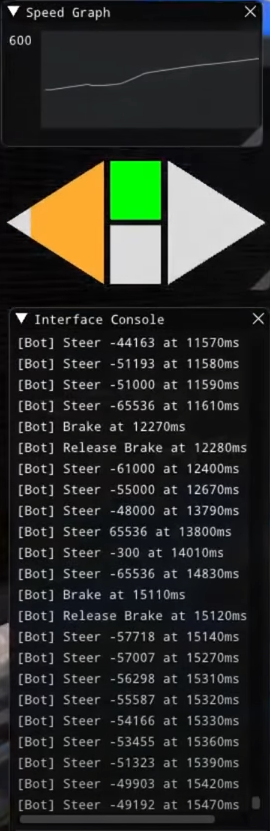 Speed Graph
600
Interface Console
[Bot] Steer -44163 at 11570ms
[Bot] Steer -51193 at 11580ms
[Bot] Steer -51000 at 11590ms
[Bot] Steer -65536 at 11610ms
[Bot] Brake at 12270ms
[Bot] Release Brake at 12280ms
[Bot] Steer -61000 at 12400ms
[Bot] Steer -55000 at 12670ms
[Bot] Steer -48000 at 13790ms
[Bot] Steer 65536 at 13800ms
[Bot] Steer -300 at 14010ms
[Bot] Steer -65536 at 14830ms
[Bot] Brake at 15110ms
[Bot] Release Brake at 15120ms
[Bot] Steer -57718 at 15140ms
[Bot] Steer -57007 at 15270ms
[Bot] Steer -56298 at 15310ms
[Bot] Steer -55587 at 15320ms
[Bot] Steer -54166 at 15330ms
[Bot] Steer -53455 at 15360ms
[Bot] Steer -51323 at 15390ms
[Bot] Steer -49903 at 15420ms
[Bot] Steer -49192 at 15470ms